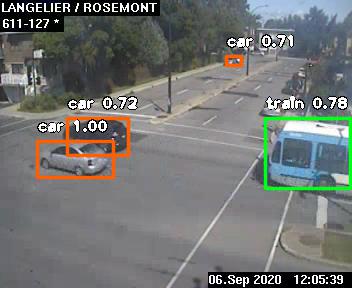 LANGELIER / ROSEMONT
611-127 *
car 0.71
car 0.72
train 0.78
car 1.00
06.Sep 2020 12:05:39